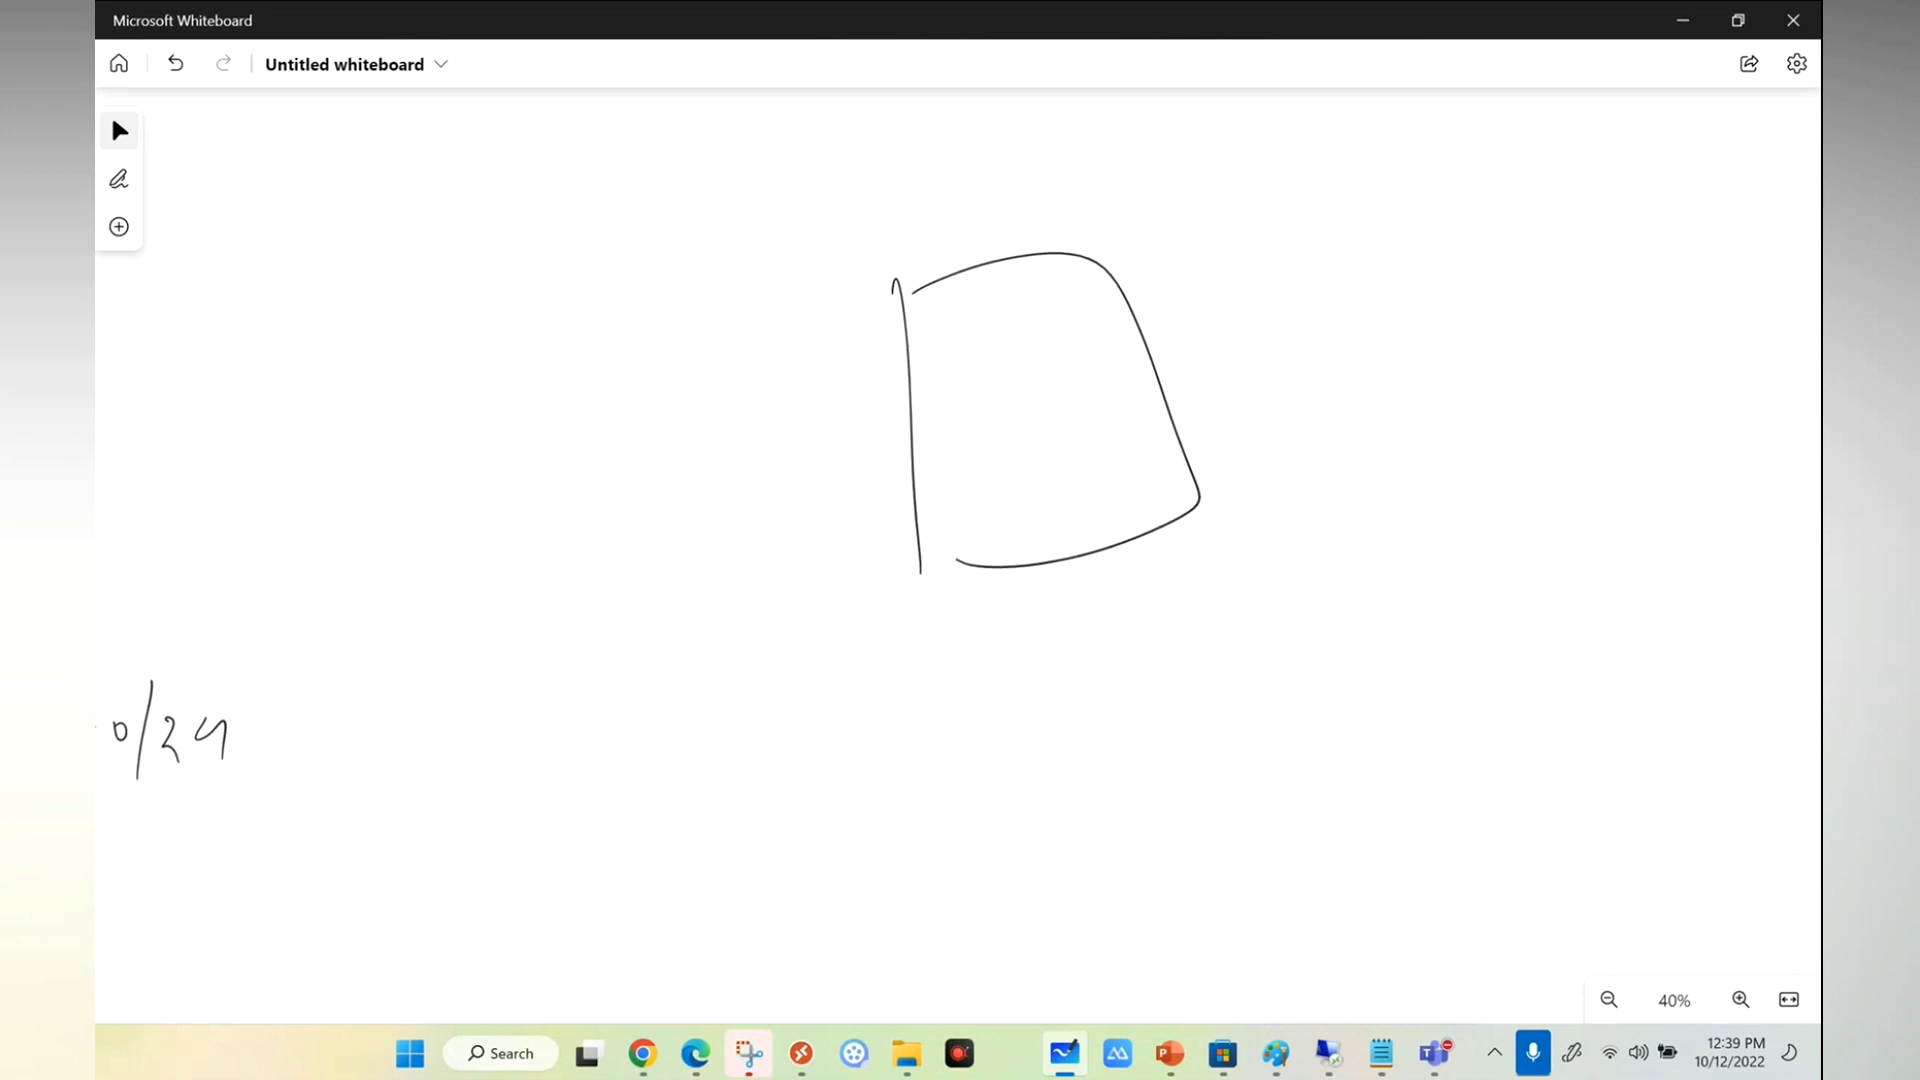 Microsoft Whiteboard
Untitled whiteboard
0/24
40%
Search
12:39 PM
10/12/2022